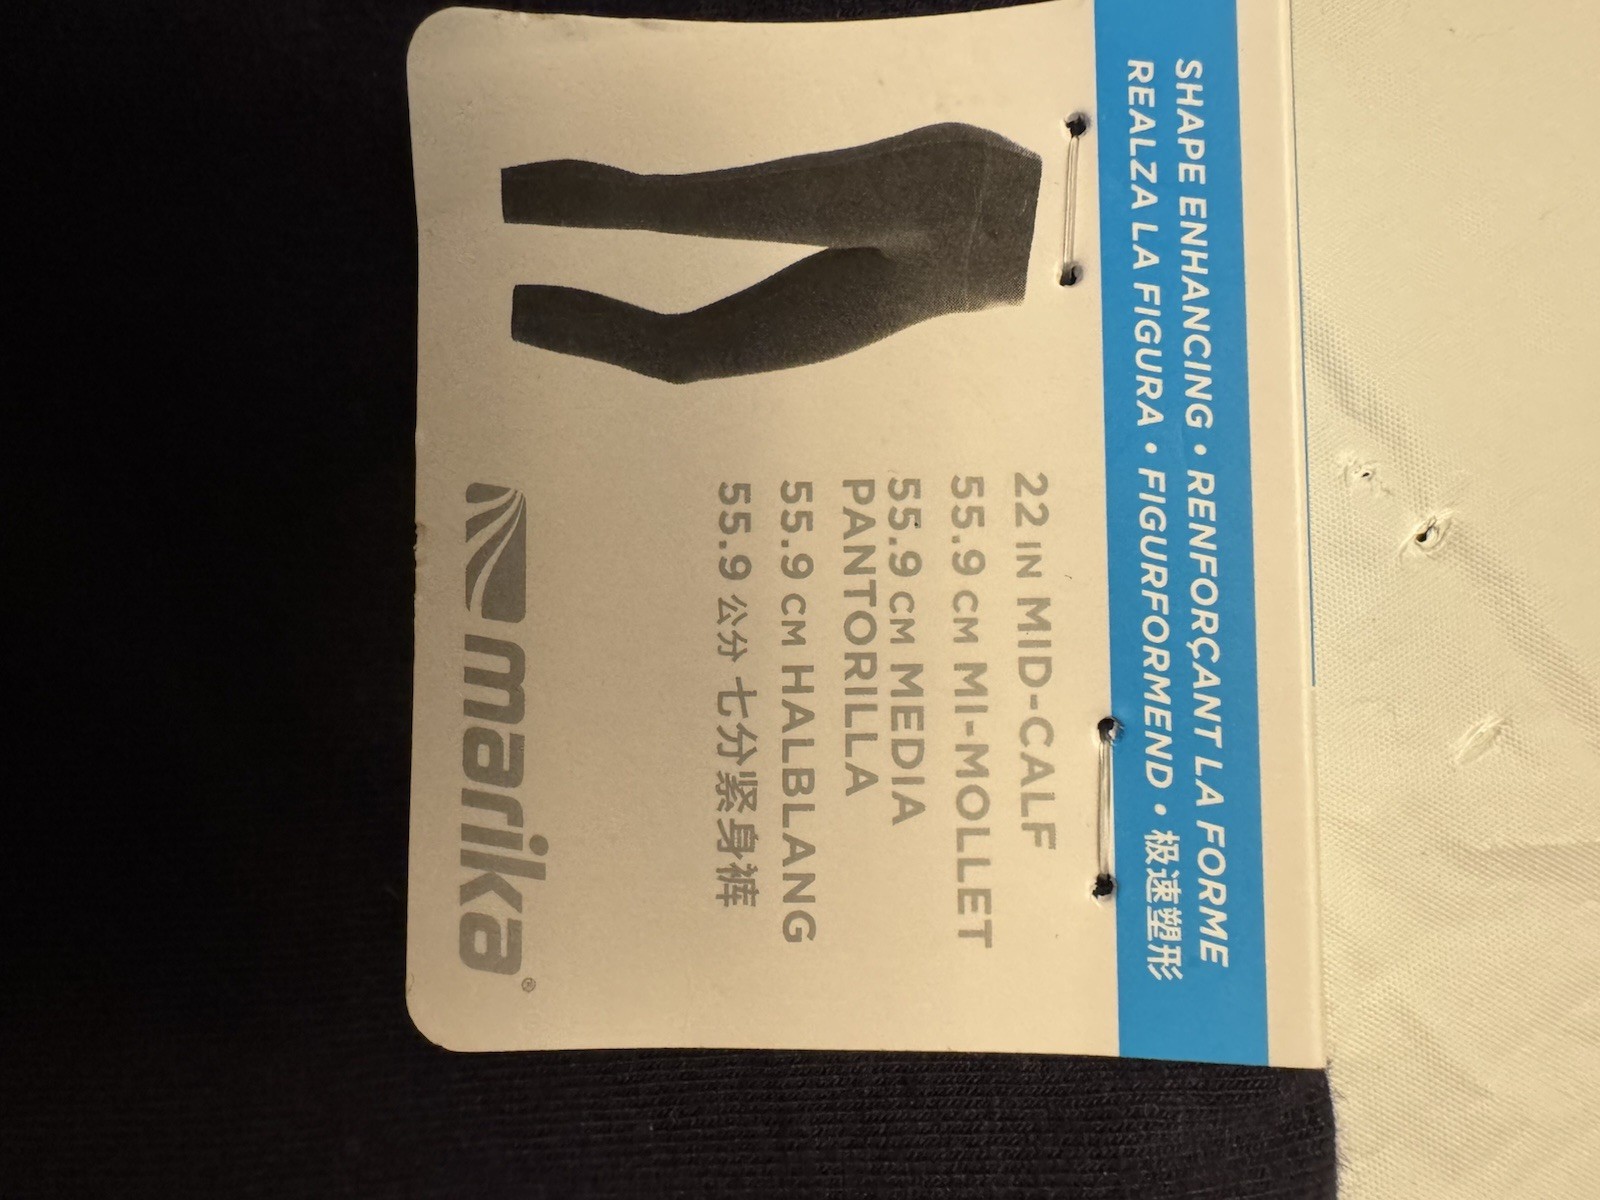 SHAPE ENHANCING • RENFORÇANT LA FORME
REALZA LA FIGURA • FIGURFORMEND • 极速塑形
22 IN MID-CALF
55.9 CM MI-MOLLET
55.9 CM MEDIA
PANTORILLA
55.9 CM HALBLANG
55.9 公分 七分紧身裤
marika®